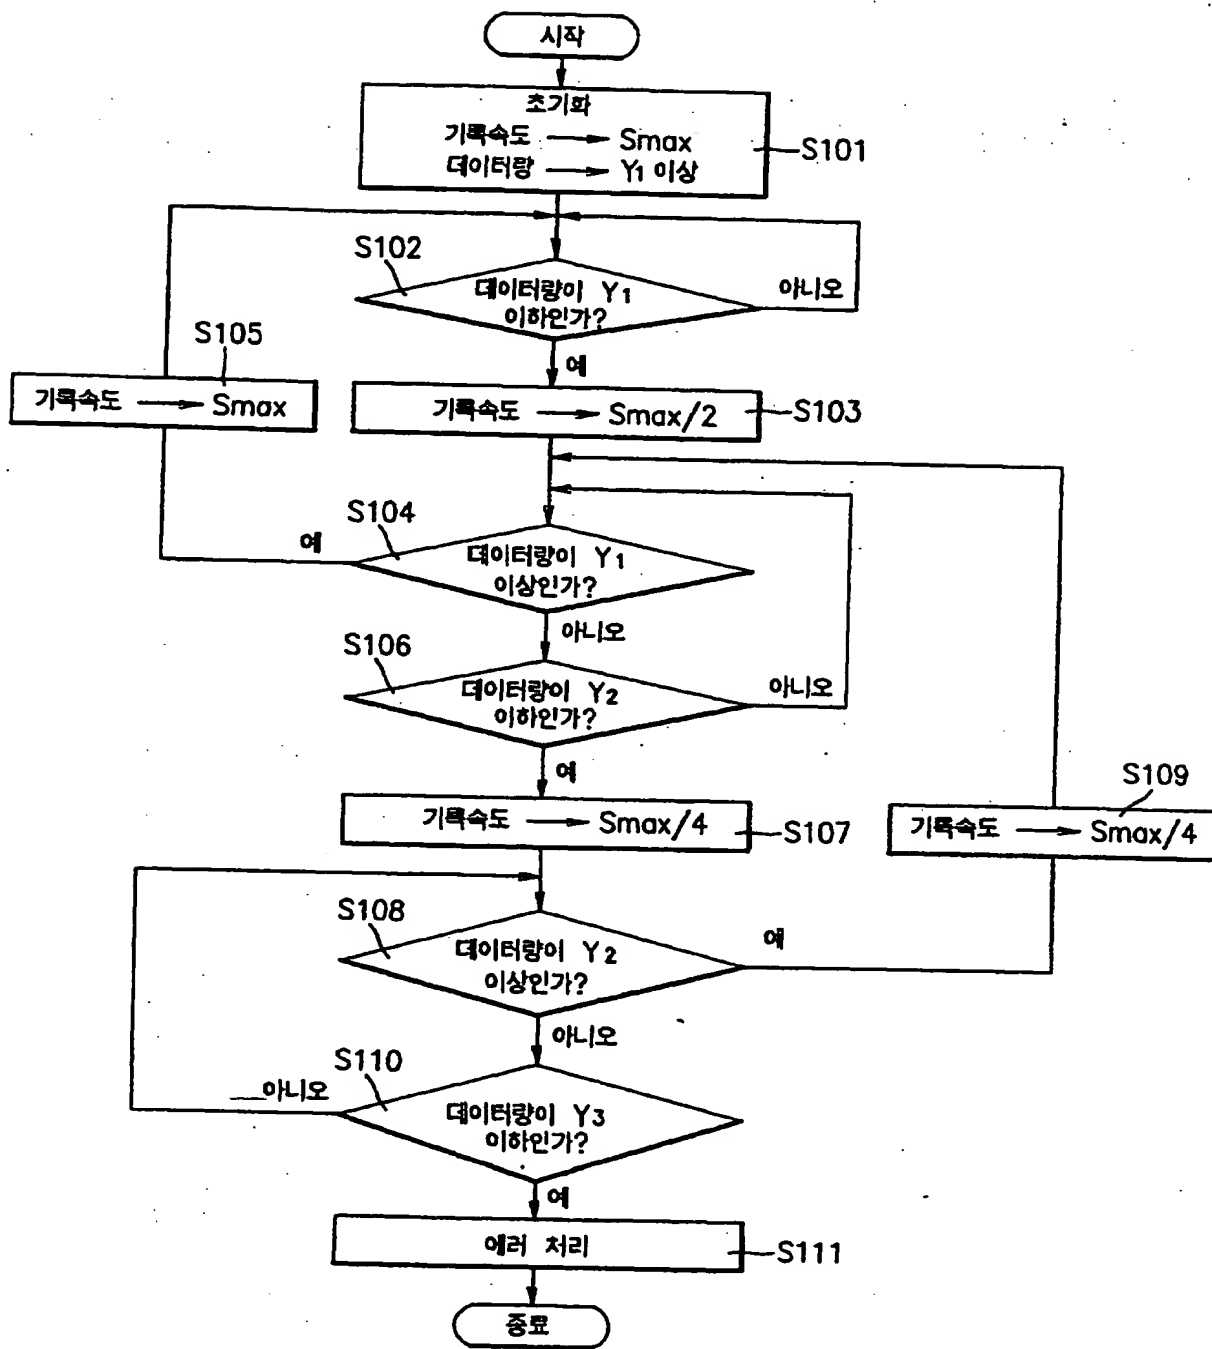 시작
초기화
기록속도 → Smax
데이터량 → Y1 이상
S101
S102
데이터량이 Y1
이하인가?
아니오
예
S105
기록속도 → Smax
기록속도 → Smax/2
S103
S104
예
데이터량이 Y1
이상인가?
아니오
S106
데이터량이 Y2
이하인가?
아니오
예
기록속도 → Smax/4
S107
S109
기록속도 → Smax/4
S108
데이터량이 Y2
이상인가?
예
아니오
S110
아니오
데이터량이 Y3
이하인가?
예
에러 처리
S111
종료